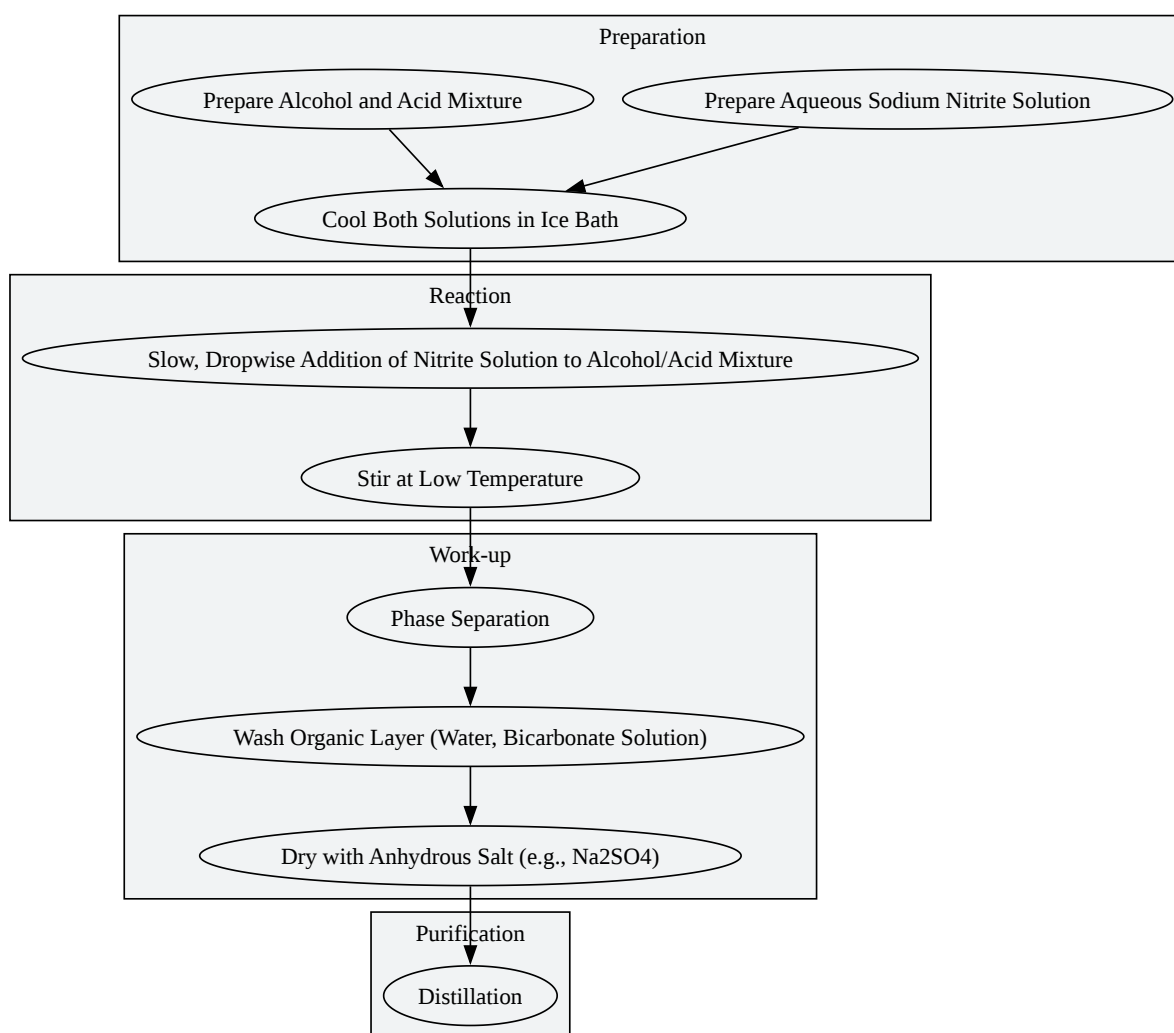 Preparation
Prepare Alcohol and Acid Mixture
Prepare Aqueous Sodium Nitrite Solution
Cool Both Solutions in Ice Bath
Reaction
Slow, Dropwise Addition of Nitrite Solution to Alcohol/Acid Mixture
Stir at Low Temperature
Work-up
Phase Separation
Wash Organic Layer (Water, Bicarbonate Solution)
Dry with Anhydrous Salt (e.g., Na2SO4)
Purification
Distillation